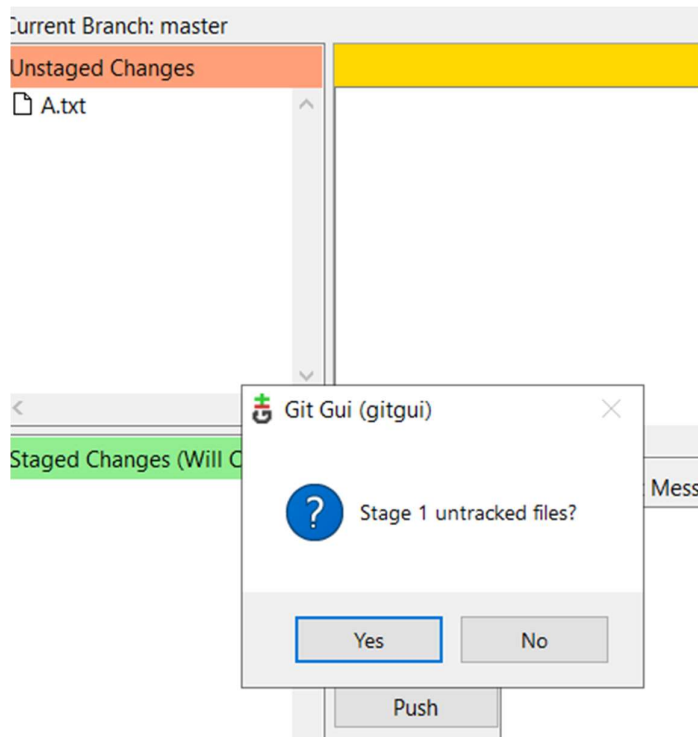 Current Branch: master
Unstaged Changes
A.txt
Git Gui (gitgui)
Staged Changes (Will C
Stage 1 untracked files?
Mess
Yes
No
Push